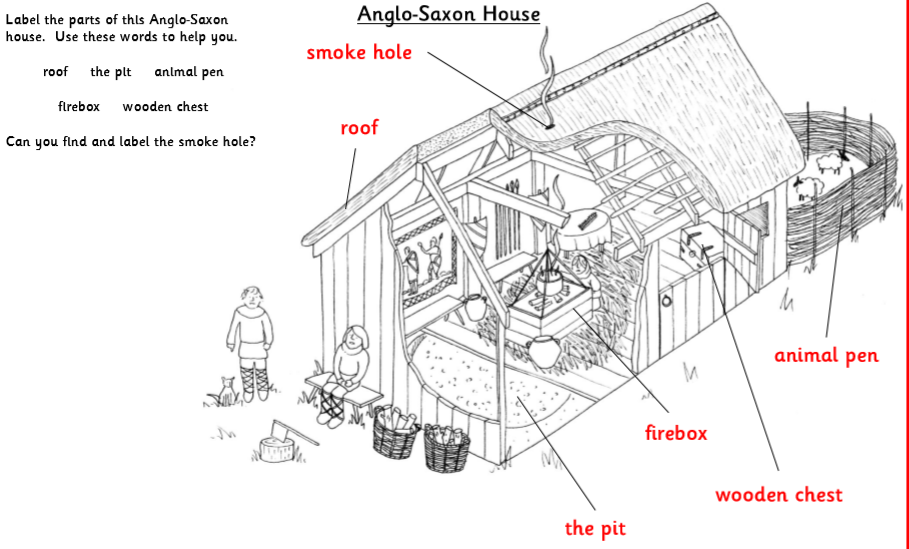 Anglo-Saxon House
Label the parts of this Anglo-Saxon
house. Use these words to help you.
roof the pit animal pen
firebox wooden chest
Can you find and label the smoke hole?
smoke hole
roof
animal pen
firebox
wooden chest
the pit